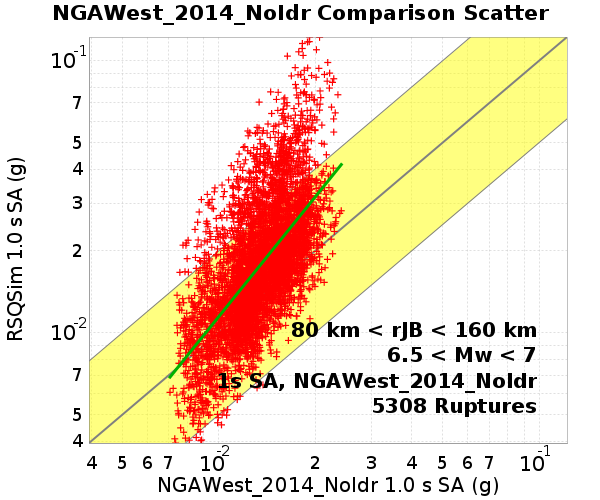 NGAWest_2014_NoIdr Comparison Scatter
RSQSim 1.0 s SA (g)
10-1
7
5
4
3
2
10-2
7
5
4
80 km < rJB < 160 km
6.5 < Mw < 7
1s SA, NGAWest_2014_NoIdr
5308 Ruptures
4 5 6 7 10-2 2 3 4 5 6 7 10-1
NGAWest_2014_NoIdr 1.0 s SA (g)